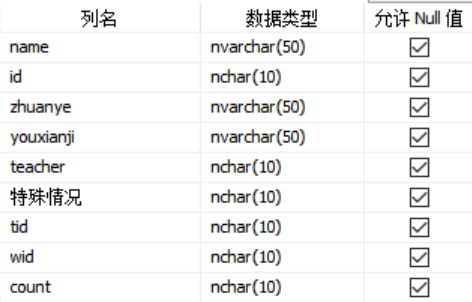 列名 数据类型 允许 Null 值
name nvarchar(50)
id nchar(10)
zhuanye nvarchar(50)
youxianji nvarchar(50)
teacher nchar(10)
特殊情况 nchar(10)
tid nchar(10)
wid nchar(10)
count nchar(10)